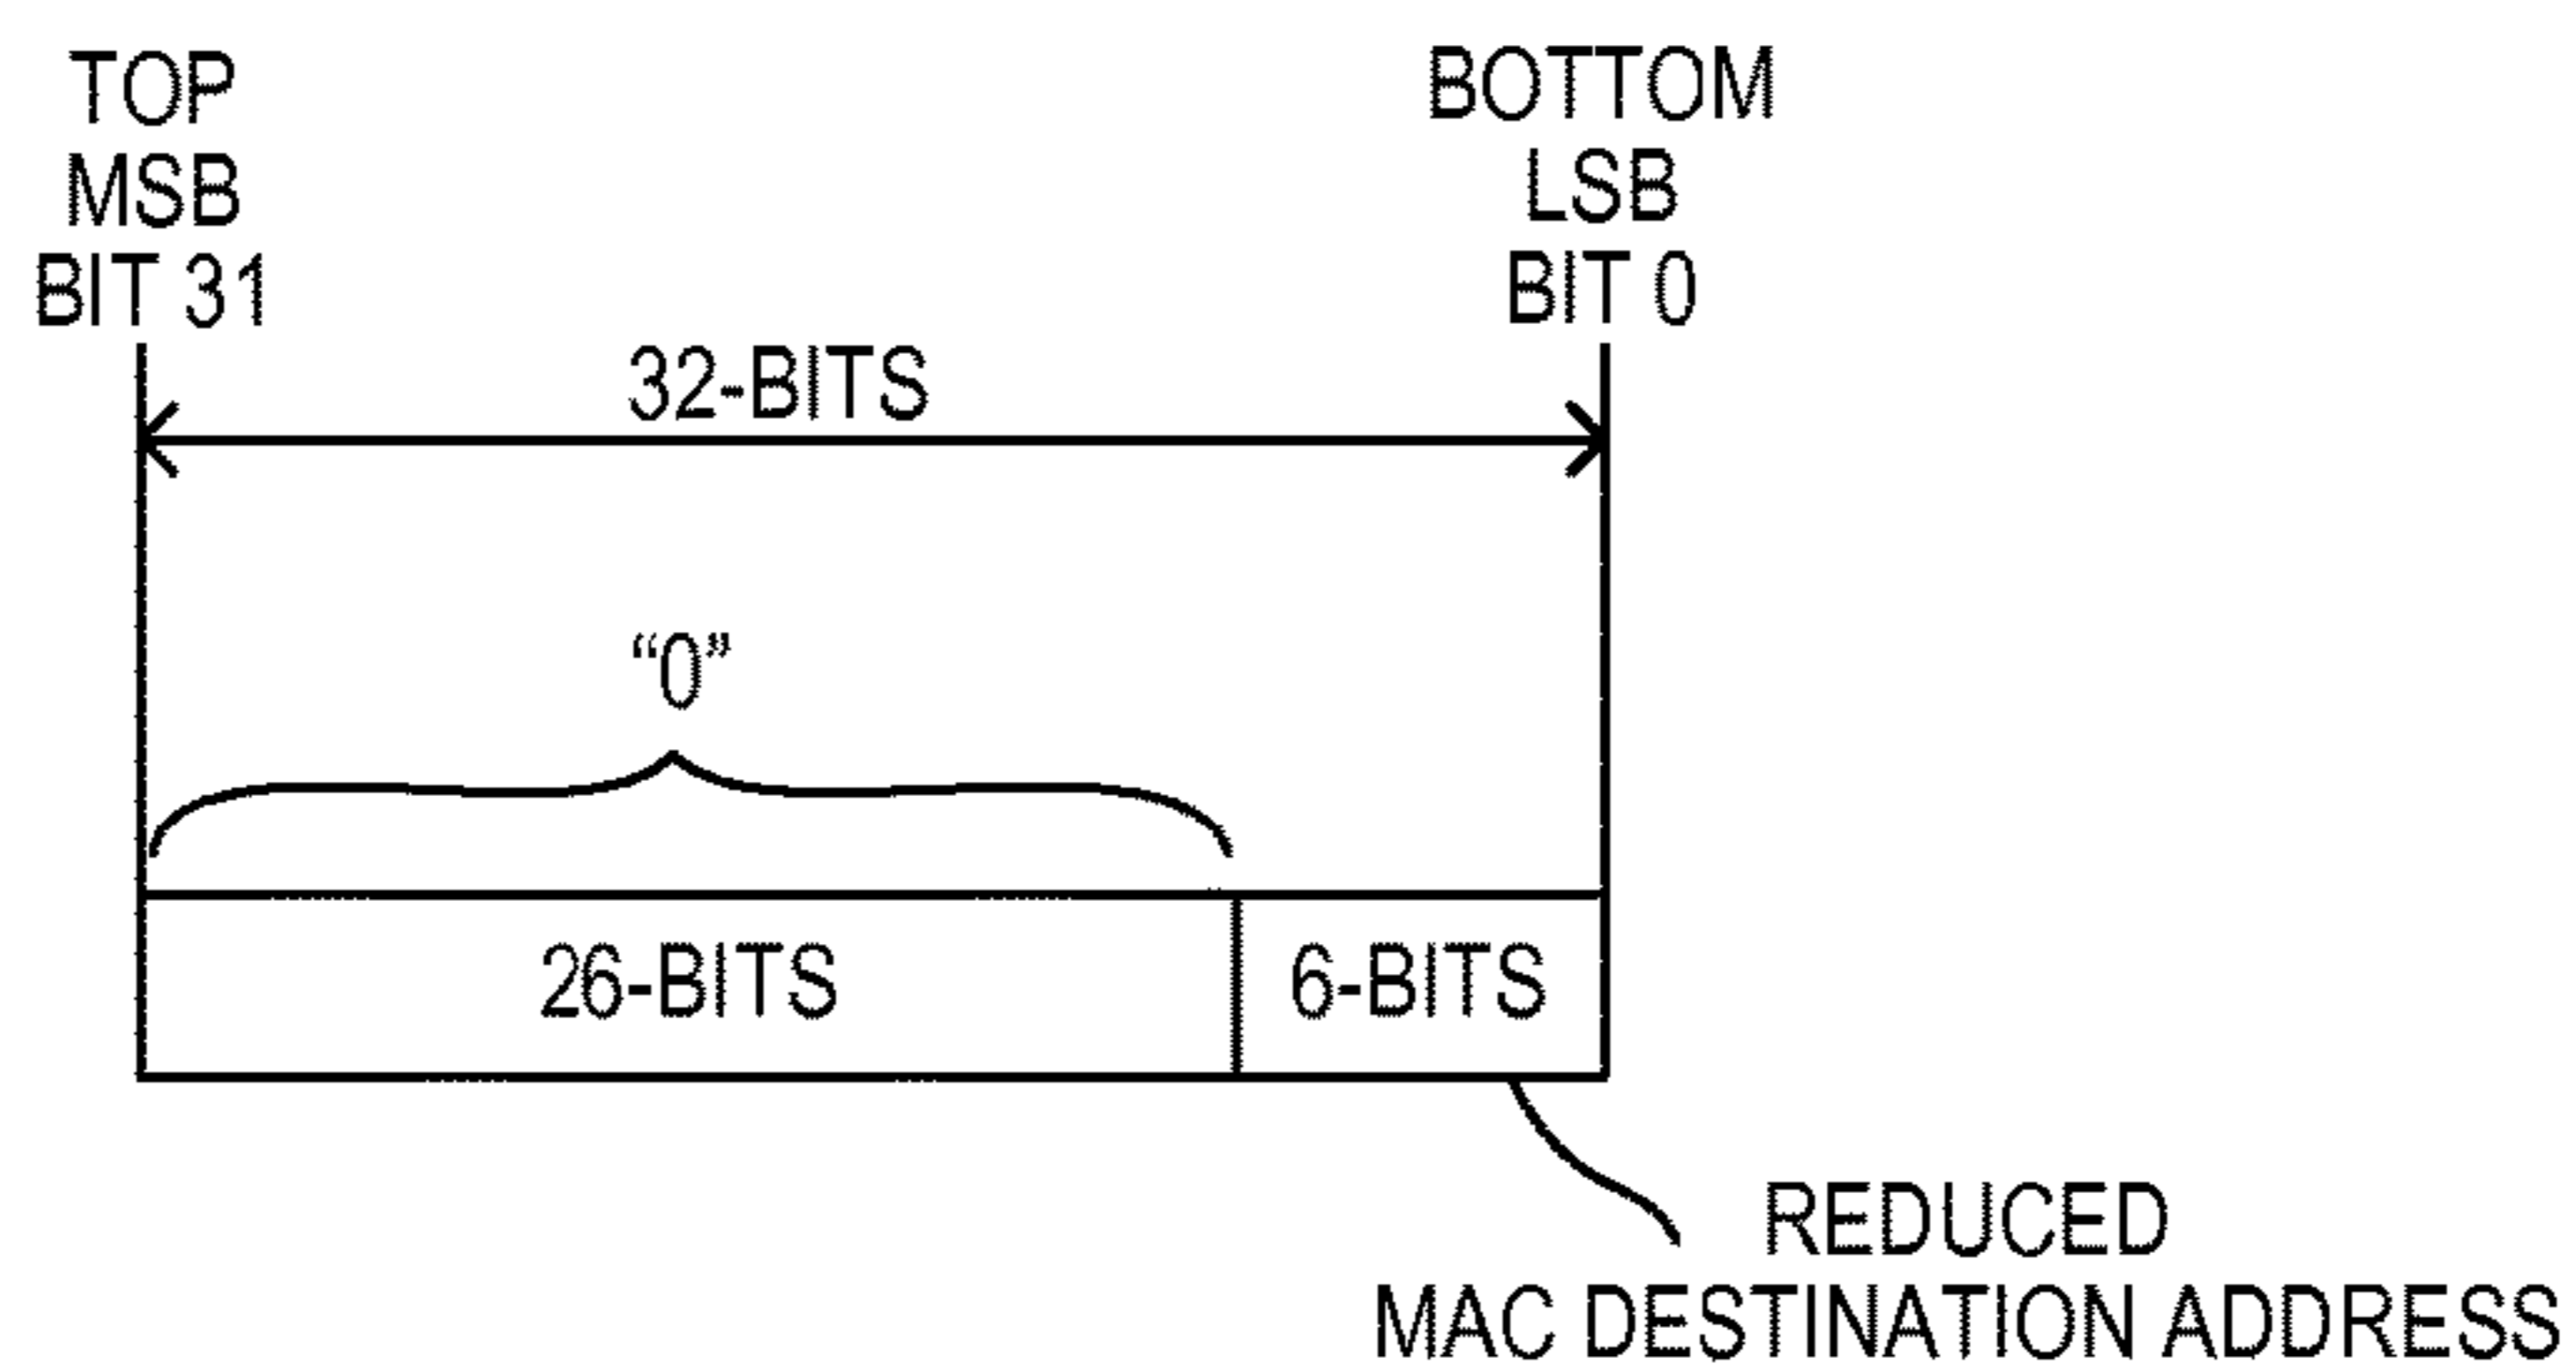 TOP
MSB
BIT 31
BOTTOM
LSB
BIT 0
32-BITS
“0”
26-BITS
6-BITS
REDUCED
MAC DESTINATION ADDRESS